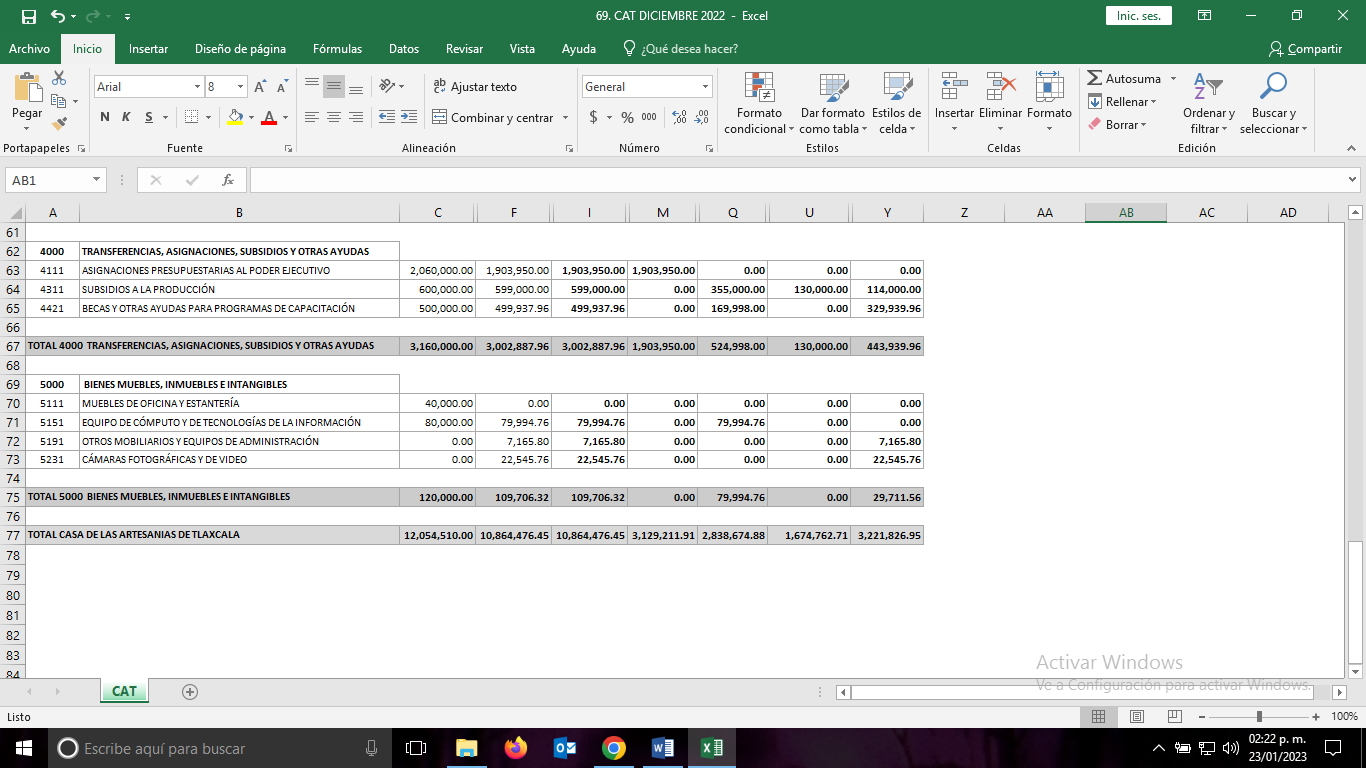 69. CAT DICIEMBRE 2022 - Excel
Inic. ses.
Archivo Inicio Insertar Diseño de página Fórmulas Datos Revisar Vista Ayuda ¿Qué desea hacer? Compartir
Pegar
Portapapeles
Arial 8
N K S
Fuente
Ajustar texto
Combinar y centrar
Alineación
General
$ % 000
Número
Formato condicional
Dar formato como tabla
Estilos de celda
Estilos
Insertar Eliminar Formato
Celdas
Autosuma
Rellenar
Borrar
Ordenar y filtrar
Buscar y seleccionar
Edición
AB1 fx
A B C F I M Q U Y Z AA AB AC AD
61
62 4000 TRANSFERENCIAS, ASIGNACIONES, SUBSIDIOS Y OTRAS AYUDAS
63 4111 ASIGNACIONES PRESUPUESTARIAS AL PODER EJECUTIVO 2,060,000.00 1,903,950.00 1,903,950.00 1,903,950.00 0.00 0.00 0.00
64 4311 SUBSIDIOS A LA PRODUCCIÓN 600,000.00 599,000.00 599,000.00 0.00 355,000.00 130,000.00 114,000.00
65 4421 BECAS Y OTRAS AYUDAS PARA PROGRAMAS DE CAPACITACIÓN 500,000.00 499,937.96 499,937.96 0.00 169,998.00 0.00 329,939.96
66
67 TOTAL 4000 TRANSFERENCIAS, ASIGNACIONES, SUBSIDIOS Y OTRAS AYUDAS 3,160,000.00 3,002,887.96 3,002,887.96 1,903,950.00 524,998.00 130,000.00 443,939.96
68
69 5000 BIENES MUEBLES, INMUEBLES E INTANGIBLES
70 5111 MUEBLES DE OFICINA Y ESTANTERÍA 40,000.00 0.00 0.00 0.00 0.00 0.00 0.00
71 5151 EQUIPO DE CÓMPUTO Y DE TECNOLOGÍAS DE LA INFORMACIÓN 80,000.00 79,994.76 79,994.76 0.00 79,994.76 0.00 0.00
72 5191 OTROS MOBILIARIOS Y EQUIPOS DE ADMINISTRACIÓN 0.00 7,165.80 7,165.80 0.00 0.00 0.00 7,165.80
73 5231 CÁMARAS FOTOGRÁFICAS Y DE VIDEO 0.00 22,545.76 22,545.76 0.00 0.00 0.00 22,545.76
74
75 TOTAL 5000 BIENES MUEBLES, INMUEBLES E INTANGIBLES 120,000.00 109,706.32 109,706.32 0.00 79,994.76 0.00 29,711.56
76
77 TOTAL CASA DE LAS ARTESANIAS DE TLAXCALA 12,054,510.00 10,864,476.45 10,864,476.45 3,129,211.91 2,838,674.88 1,674,762.71 3,221,826.95
78
79
80
81
82
83
84
Activar Windows
Ve a Configuración para activar Windows.
CAT
Listo 100%
Escribe aquí para buscar
02:22 p. m.
23/01/2023